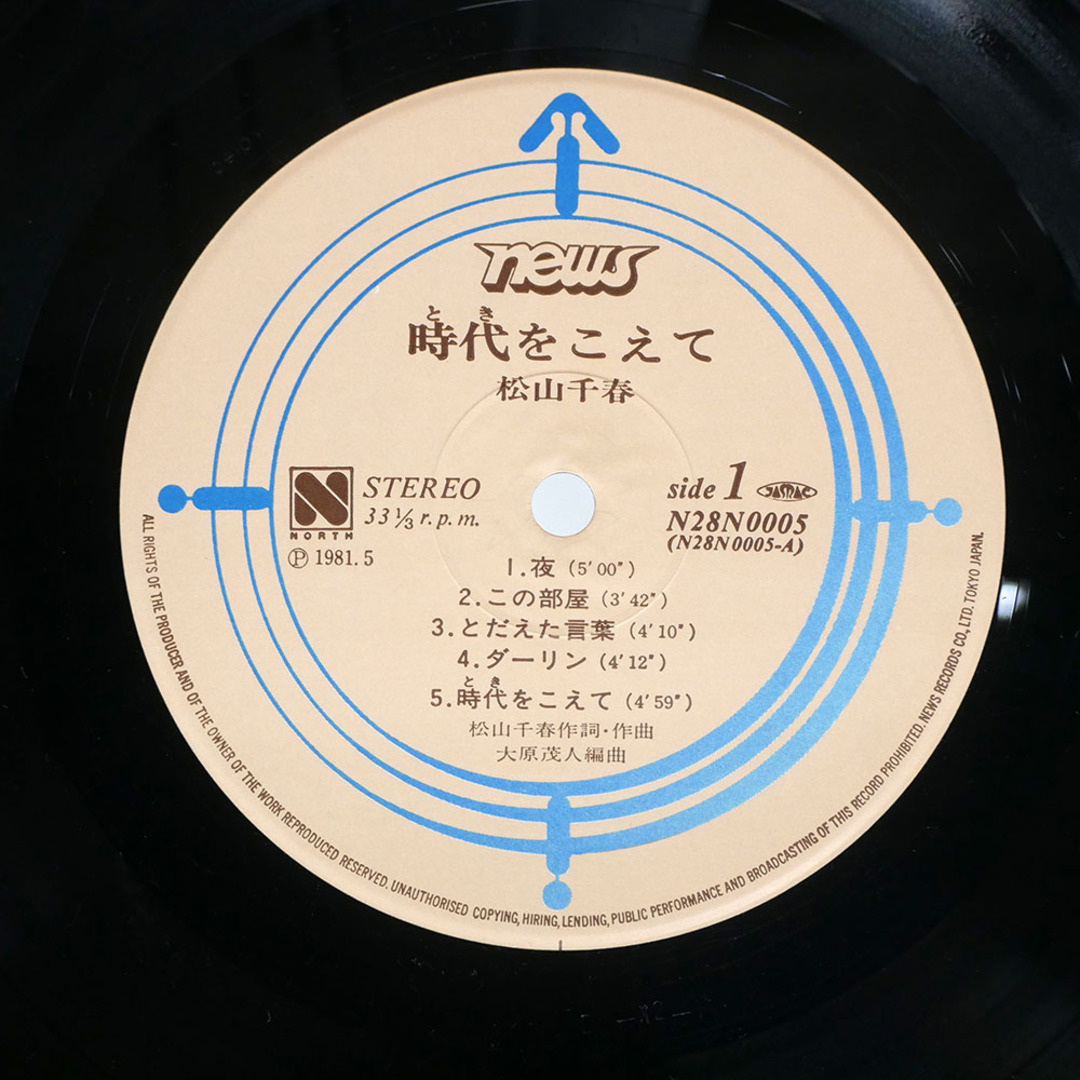 news
とき
時代をこえて
松山千春
NORTH
STEREO
33 ⅓ r.p.m.
Ⓟ 1981.5
side 1 JASRAC
N28N0005
(N28N0005-A)
1.夜 (5′00″)
2.この部屋 (3′42″)
3.とだえた言葉 (4′10″)
4.ダーリン (4′12″)
とき
5.時代をこえて (4′59″)
松山千春作詞・作曲
大原茂人編曲
ALL RIGHTS OF THE PRODUCER AND OF THE OWNER OF THE WORK REPRODUCED RESERVED. UNAUTHORISED COPYING, HIRING, LENDING, PUBLIC PERFORMANCE AND BROADCASTING OF THIS RECORD PROHIBITED. NEWS RECORDS CO., LTD. TOKYO JAPAN.